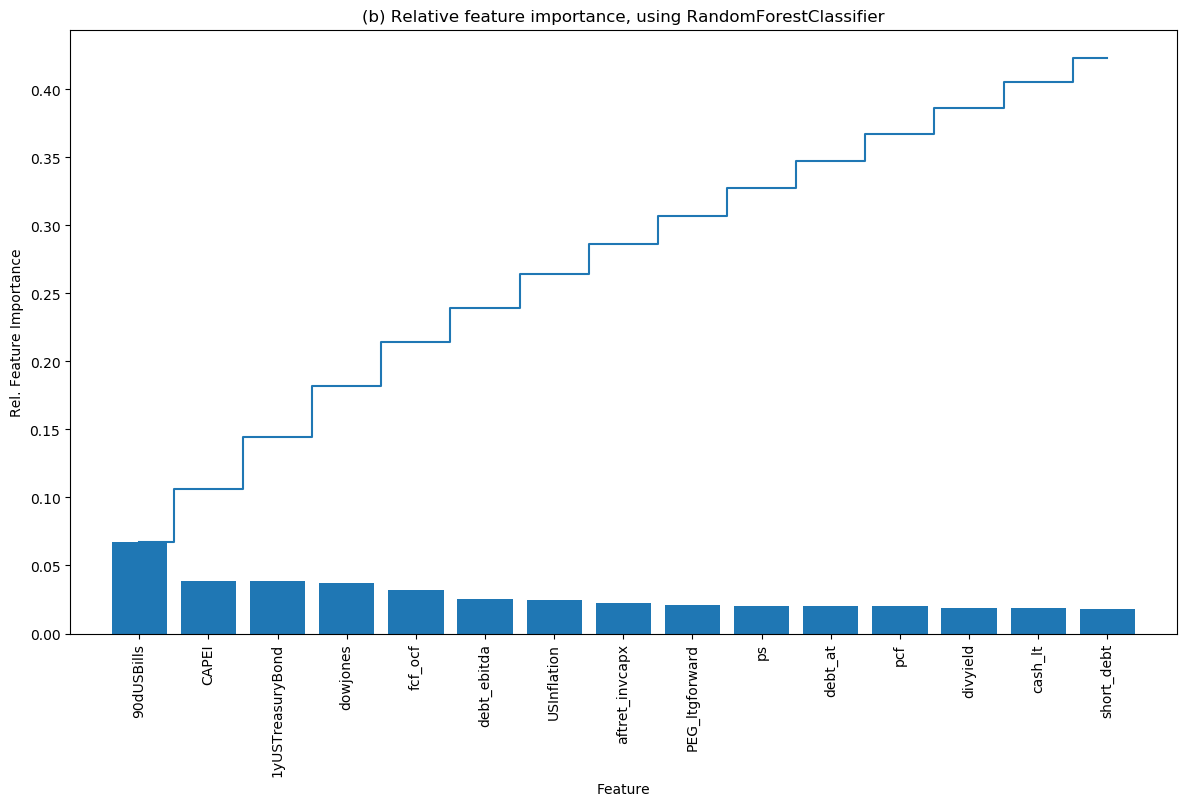 (b) Relative feature importance, using RandomForestClassifier
Rel. Feature Importance
0.40
0.35
0.30
0.25
0.20
0.15
0.10
0.05
0.00
90dUSBills
CAPEI
1yUSTreasuryBond
dowjones
fcf_ocf
debt_ebitda
USInflation
aftret_invcapx
PEG_ltgforward
ps
debt_at
pcf
divyield
cash_lt
short_debt
Feature